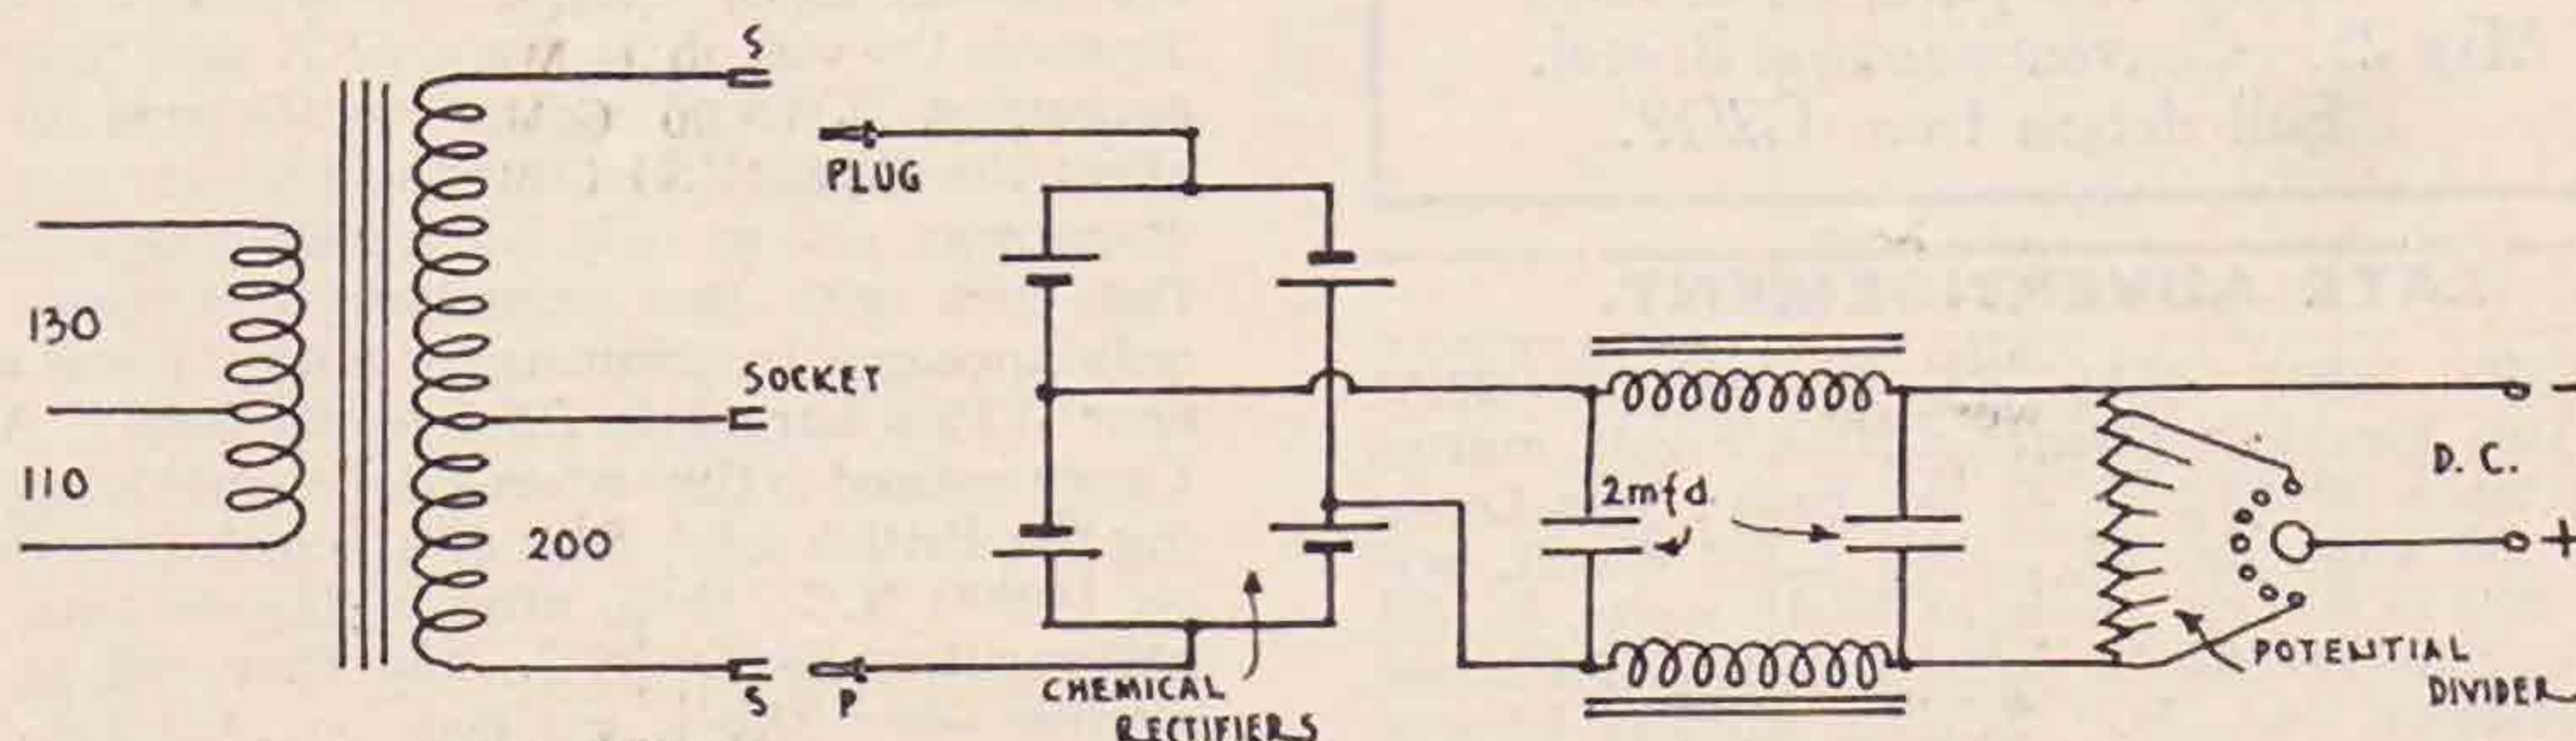 S
PLUG
130
SOCKET
110
200
S
P
CHEMICAL
RECTIFIERS
2mfd.
-
D.C.
+
POTENTIAL
DIVIDER